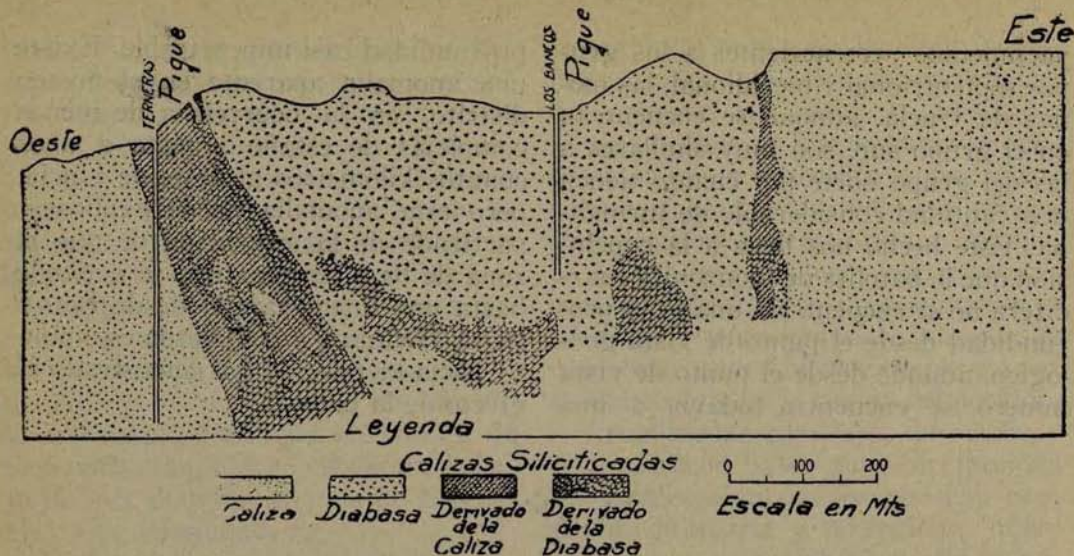 Este
Oeste
TERNERAS
Pique
LOS BANCOS
Pique
Leyenda
Calizas Silicificadas
Caliza
Diabasa
Derivado
de la
Caliza
Derivado
de la
Diabasa
0 100 200
Escala en Mts